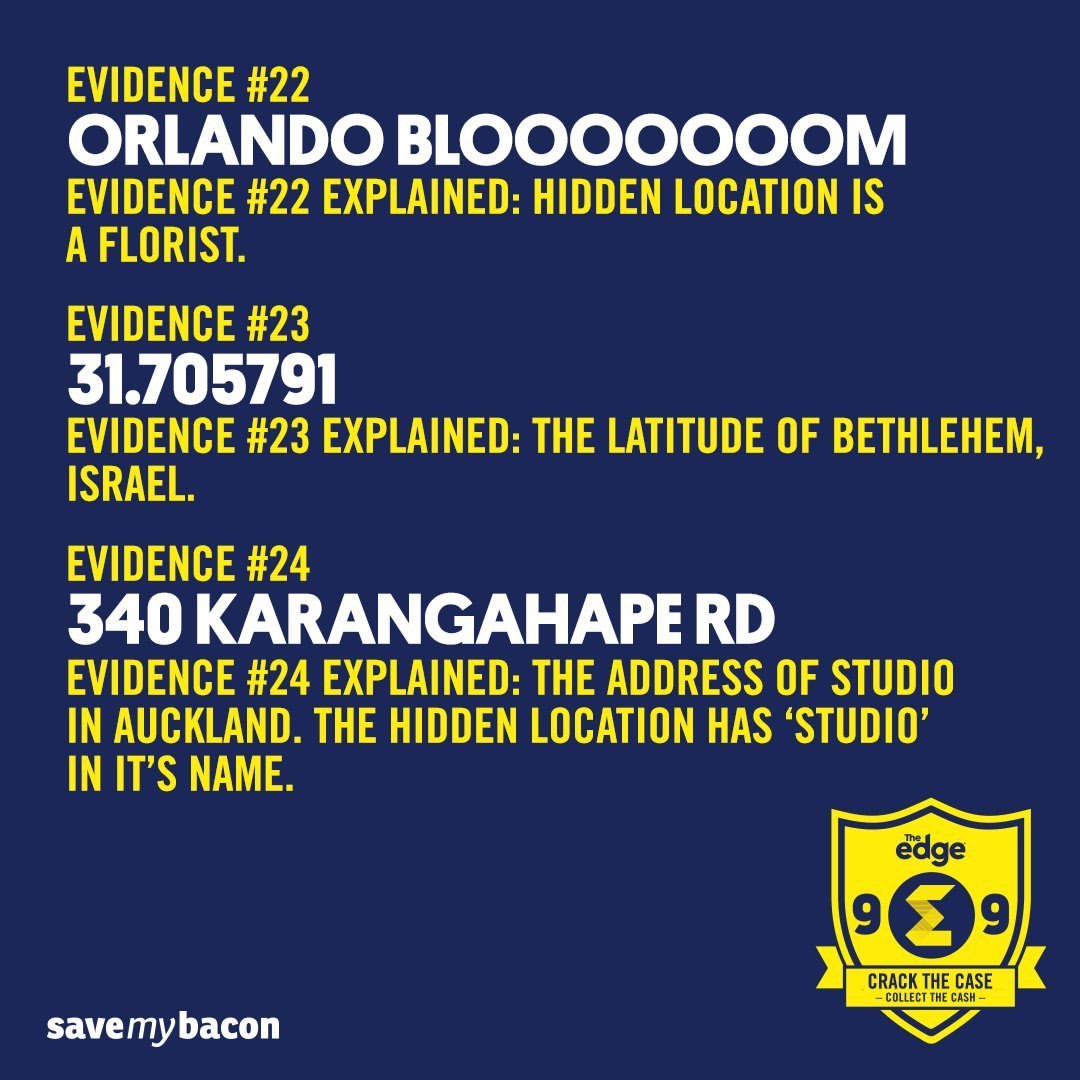 EVIDENCE #22
ORLANDO BLOOOOOOOOM
EVIDENCE #22 EXPLAINED: HIDDEN LOCATION IS
A FLORIST.
EVIDENCE #23
31.705791
EVIDENCE #23 EXPLAINED: THE LATITUDE OF BETHLEHEM,
ISRAEL.
EVIDENCE #24
340 KARANGAHAPE RD
EVIDENCE #24 EXPLAINED: THE ADDRESS OF STUDIO
IN AUCKLAND. THE HIDDEN LOCATION HAS ‘STUDIO’
IN IT’S NAME.
The
edge
9 9
CRACK THE CASE
– COLLECT THE CASH –
savemybacon